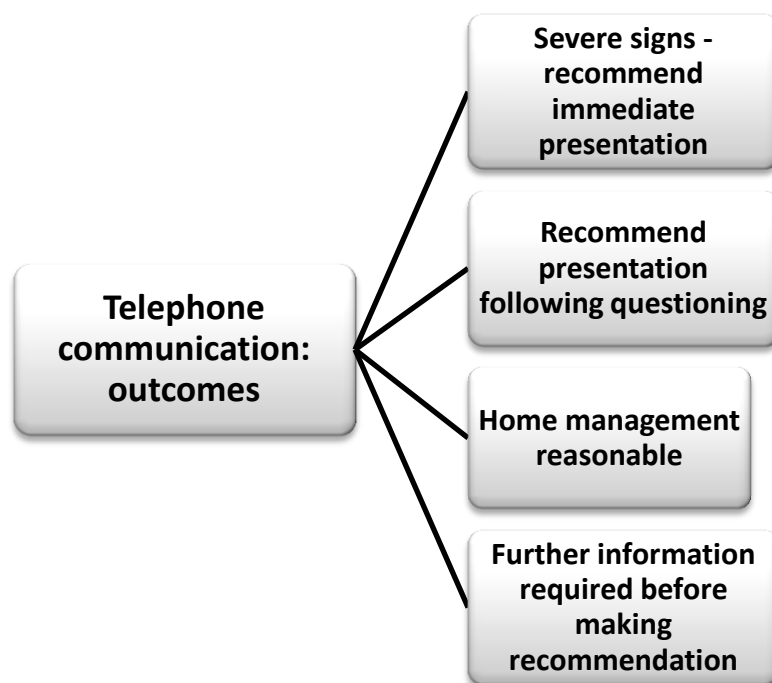 Telephone
communication:
outcomes
Severe signs -
recommend
immediate
presentation
Recommend
presentation
following questioning
Home management
reasonable
Further information
required before
making
recommendation